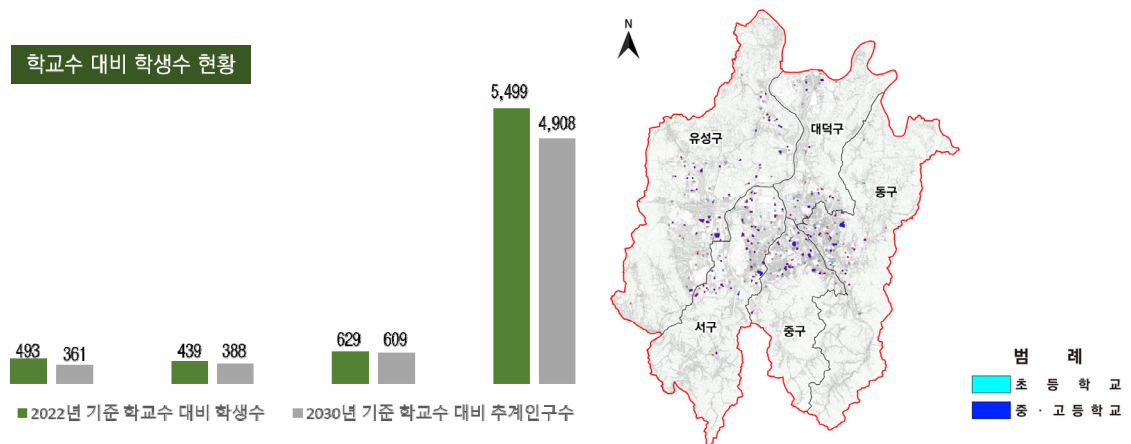 학교수 대비 학생수 현황
5,499
4,908
493
361
439
388
629
609
■ 2022년 기준 학교수 대비 학생수
■ 2030년 기준 학교수 대비 추계인구수
N
대덕구
유성구
동구
서구
중구
범 례
초 등 학 교
중 · 고등학교